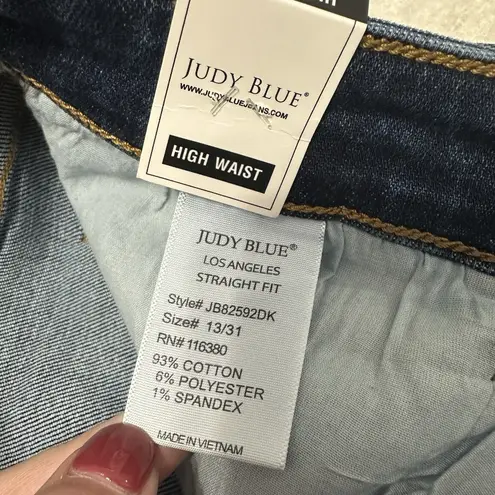 JUDY BLUE®
WWW.JUDYBLUEJEANS.COM
HIGH WAIST
JUDY BLUE®
LOS ANGELES
STRAIGHT FIT
Style# JB82592DK
Size# 13/31
RN# 116380
93% COTTON
6% POLYESTER
1% SPANDEX
MADE IN VIETNAM